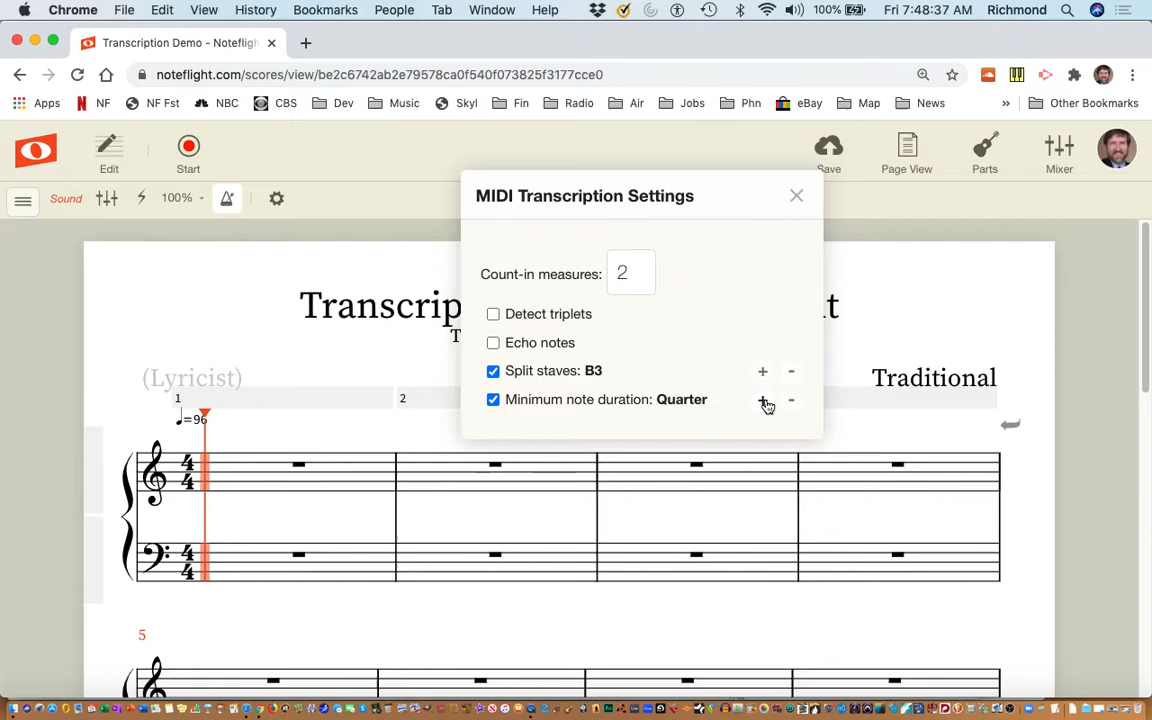 Chrome File Edit View History Bookmarks People Tab Window Help 100% Fri 7:48:37 AM Richmond
Transcription Demo - Noteflight
noteflight.com/scores/view/be2c6742ab2e79578ca0f540f073825f3177cce0
Apps NF NF Fst NBC CBS Dev Music Skyl Fin Radio Air Jobs Phn eBay Map News » Other Bookmarks
Edit Start Save Page View Parts Mixer
Sound 100%
MIDI Transcription Settings
Count-in measures: 2
Detect triplets
Echo notes
Split staves: B3 + -
Minimum note duration: Quarter + -
(Lyricist) Traditional
1 2
=96
5